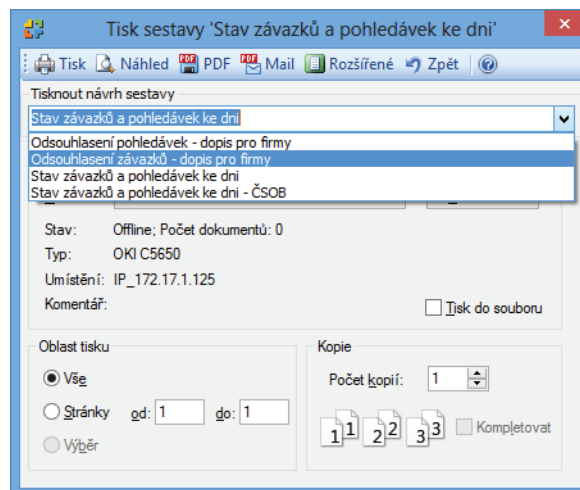 Tisk sestavy 'Stav závazků a pohledávek ke dni'
Tisk Náhled PDF Mail Rozšířené Zpět
Tisknout návrh sestavy
Stav závazků a pohledávek ke dni
Odsouhlasení pohledávek - dopis pro firmy
Odsouhlasení závazků - dopis pro firmy
Stav závazků a pohledávek ke dni
Stav závazků a pohledávek ke dni - ČSOB
Stav: Offline; Počet dokumentů: 0
Typ: OKI C5650
Umístění: IP_172.17.1.125
Komentář: Tisk do souboru
Oblast tisku Kopie
Vše Počet kopií: 1
Stránky od: 1 do: 1 1 1 2 2 3 3 Kompletovat
Výběr